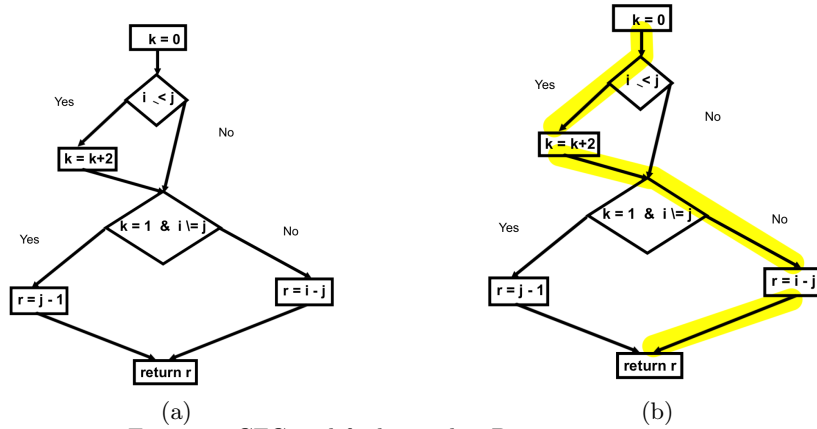 k = 0
i _< j
Yes
No
k = k+2
k = 1 & i \= j
Yes
No
r = j - 1
r = i - j
return r
(a)
k = 0
i _< j
Yes
No
k = k+2
k = 1 & i \= j
Yes
No
r = j - 1
r = i - j
return r
(b)